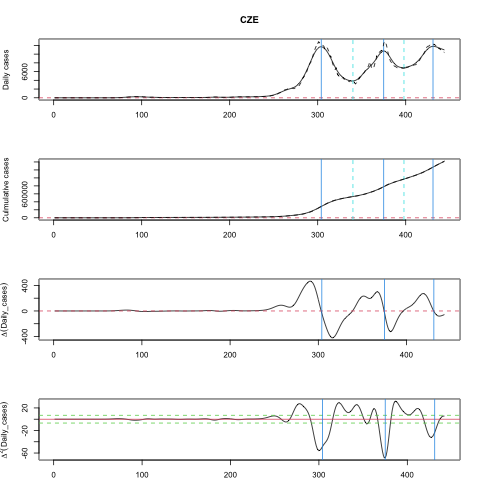 CZE
Daily cases
0 6000
0 100 200 300 400
Culmulative cases
0 600000
0 100 200 300 400
Δ(Daily_cases)
-400 0 400
0 100 200 300 400
Δ²(Daily_cases)
-60 -20 20
0 100 200 300 400